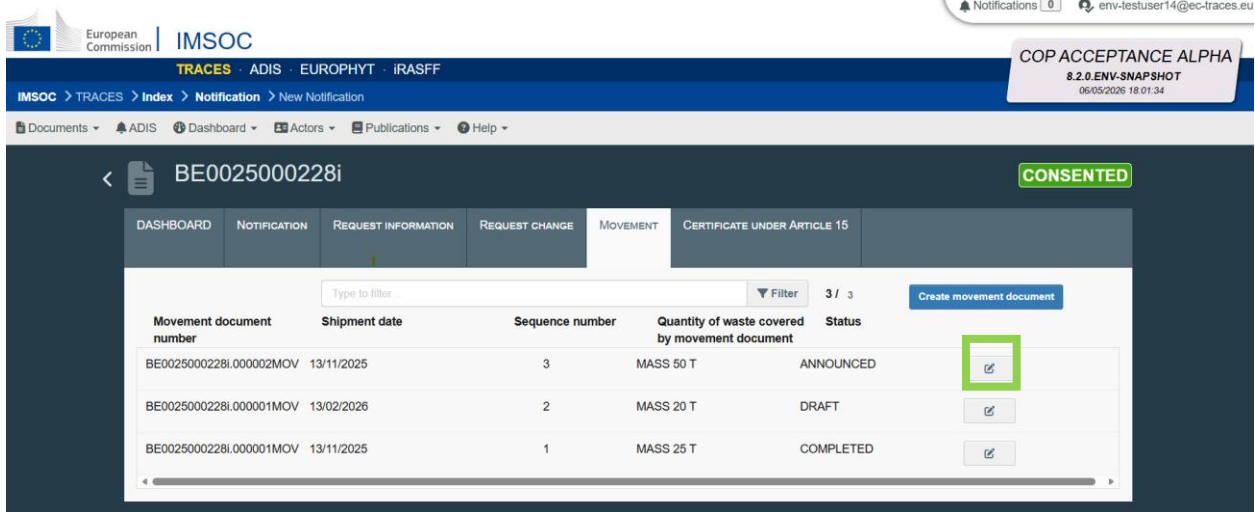 Notifications 0 env-testuser14@ec-traces.eu
European
Commission
IMSOC
COP ACCEPTANCE ALPHA
8.2.0.ENV-SNAPSHOT
06/05/2026 18:01:34
TRACES · ADIS · EUROPHYT · iRASFF
IMSOC > TRACES > Index > Notification > New Notification
Documents ADIS Dashboard Actors Publications Help
BE0025000228i
CONSENTED
DASHBOARD NOTIFICATION REQUEST INFORMATION REQUEST CHANGE MOVEMENT CERTIFICATE UNDER ARTICLE 15
Type to filter... Filter 3 / 3 Create movement document
Movement document number Shipment date Sequence number Quantity of waste covered by movement document Status
BE0025000228i.000002MOV 13/11/2025 3 MASS 50 T ANNOUNCED
BE0025000228i.000001MOV 13/02/2026 2 MASS 20 T DRAFT
BE0025000228i.000001MOV 13/11/2025 1 MASS 25 T COMPLETED